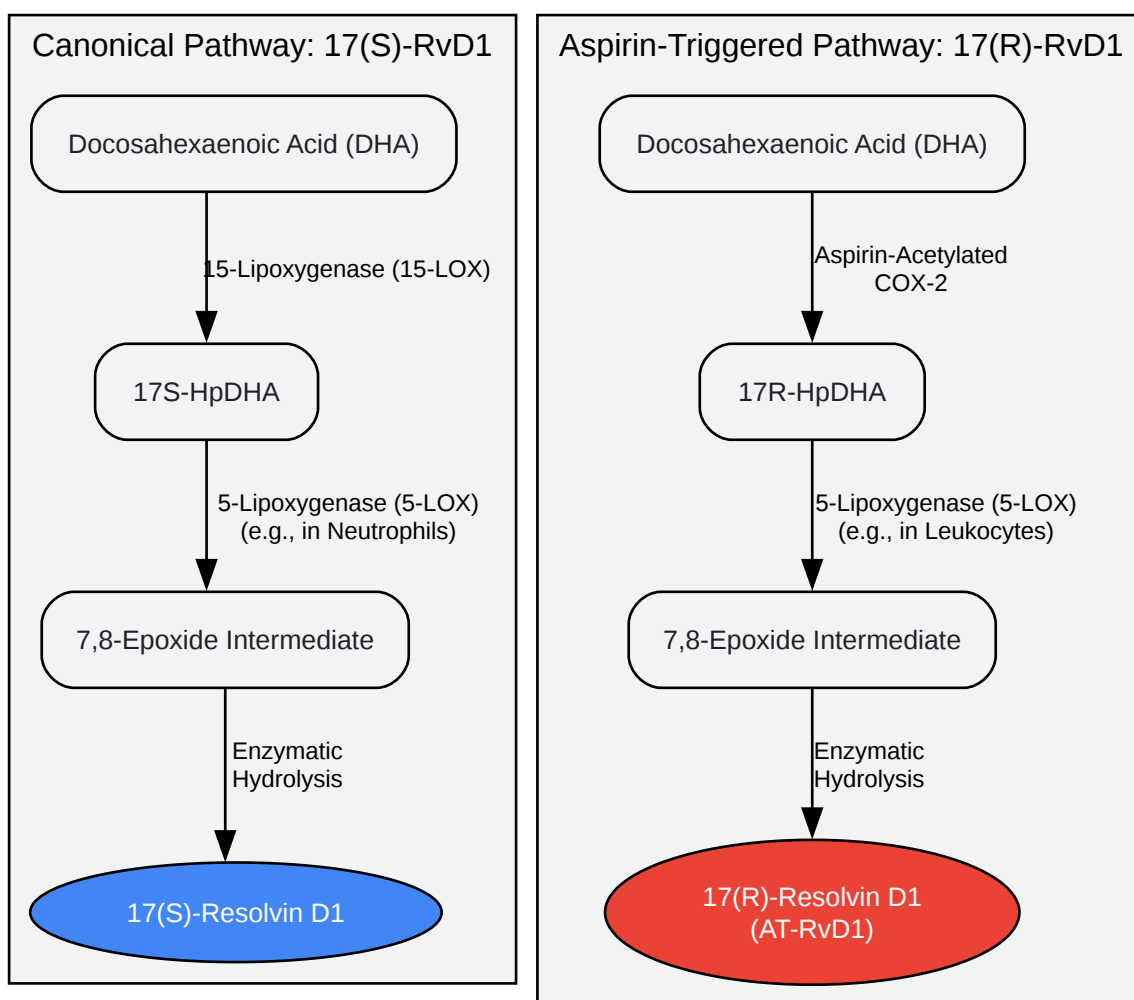 Canonical Pathway: 17(S)-RvD1
Docosahexaenoic Acid (DHA)
15-Lipoxygenase (15-LOX)
17S-HpDHA
5-Lipoxygenase (5-LOX)
(e.g., in Neutrophils)
7,8-Epoxide Intermediate
Enzymatic
Hydrolysis
17(S)-Resolvin D1
Aspirin-Triggered Pathway: 17(R)-RvD1
Docosahexaenoic Acid (DHA)
Aspirin-Acetylated
COX-2
17R-HpDHA
5-Lipoxygenase (5-LOX)
(e.g., in Leukocytes)
7,8-Epoxide Intermediate
Enzymatic
Hydrolysis
17(R)-Resolvin D1
(AT-RvD1)